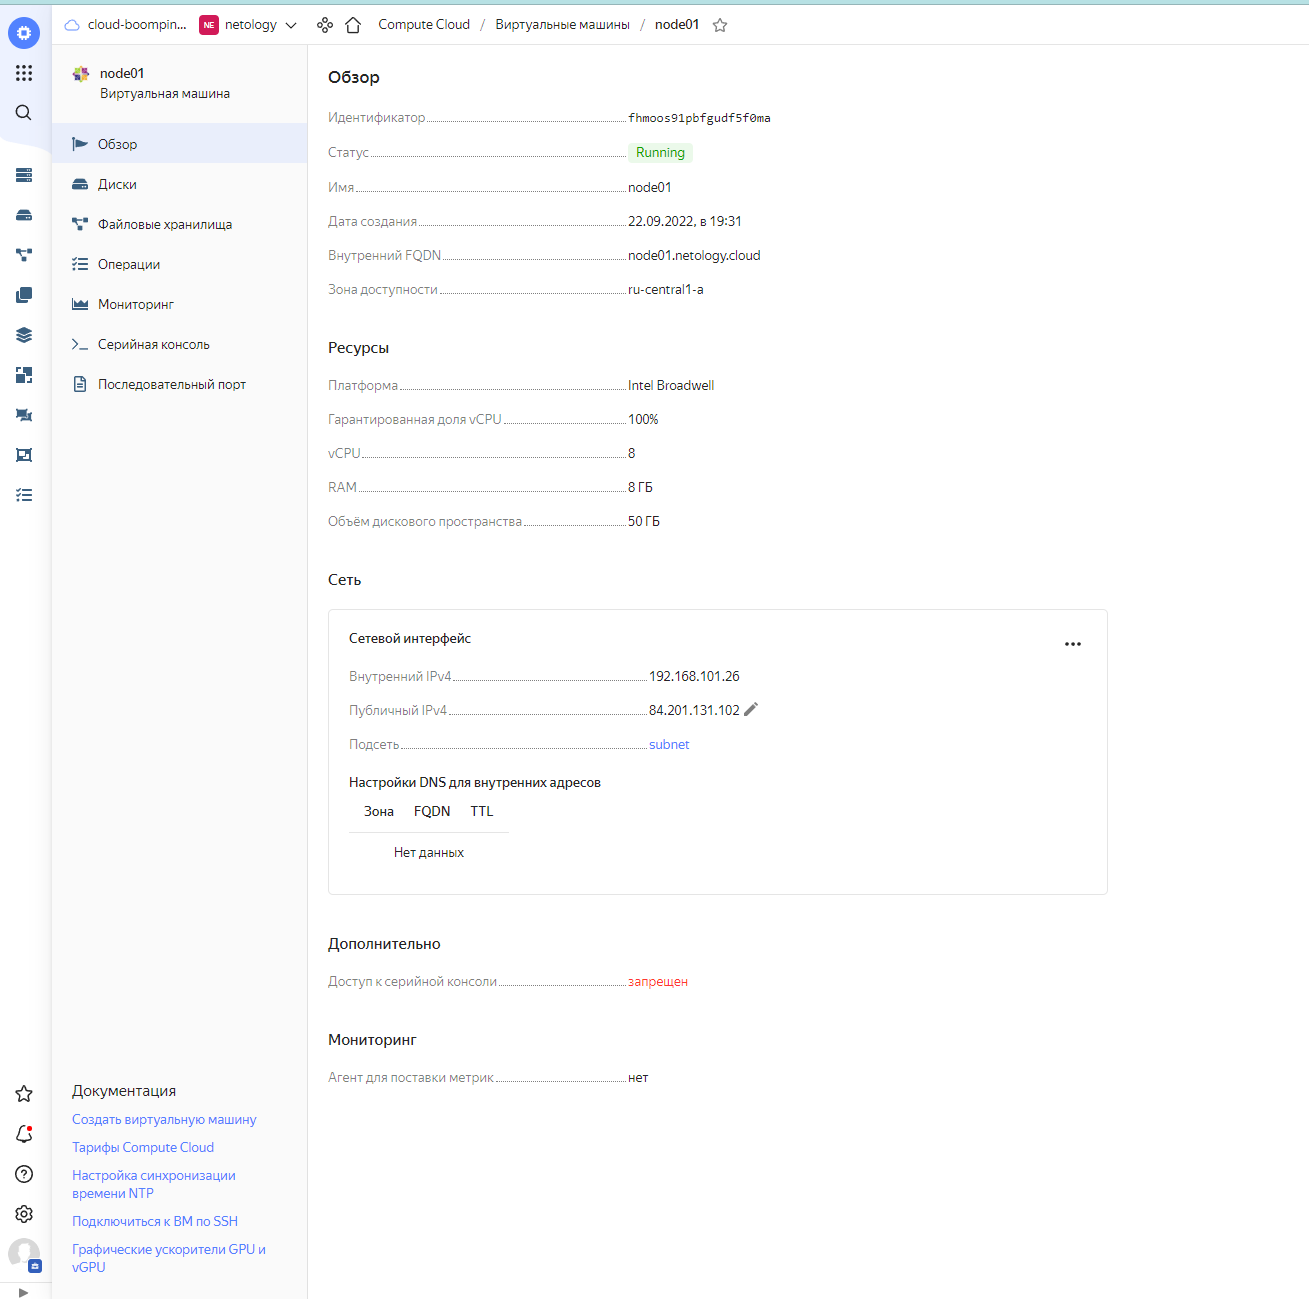 cloud-boompin...
NE
netology
Compute Cloud / Виртуальные машины / node01
node01
Виртуальная машина
Обзор
Диски
Файловые хранилища
Операции
Мониторинг
Серийная консоль
Последовательный порт
Документация
Создать виртуальную машину
Тарифы Compute Cloud
Настройка синхронизации
времени NTP
Подключиться к ВМ по SSH
Графические ускорители GPU и
vGPU
Обзор
Идентификатор fhmoos91pbfgudf5f0ma
Статус Running
Имя node01
Дата создания 22.09.2022, в 19:31
Внутренний FQDN node01.netology.cloud
Зона доступности ru-central1-a
Ресурсы
Платформа Intel Broadwell
Гарантированная доля vCPU 100%
vCPU 8
RAM 8 ГБ
Объём дискового пространства 50 ГБ
Сеть
Сетевой интерфейс
Внутренний IPv4 192.168.101.26
Публичный IPv4 84.201.131.102
Подсеть subnet
Настройки DNS для внутренних адресов
Зона FQDN TTL
Нет данных
Дополнительно
Доступ к серийной консоли запрещен
Мониторинг
Агент для поставки метрик нет